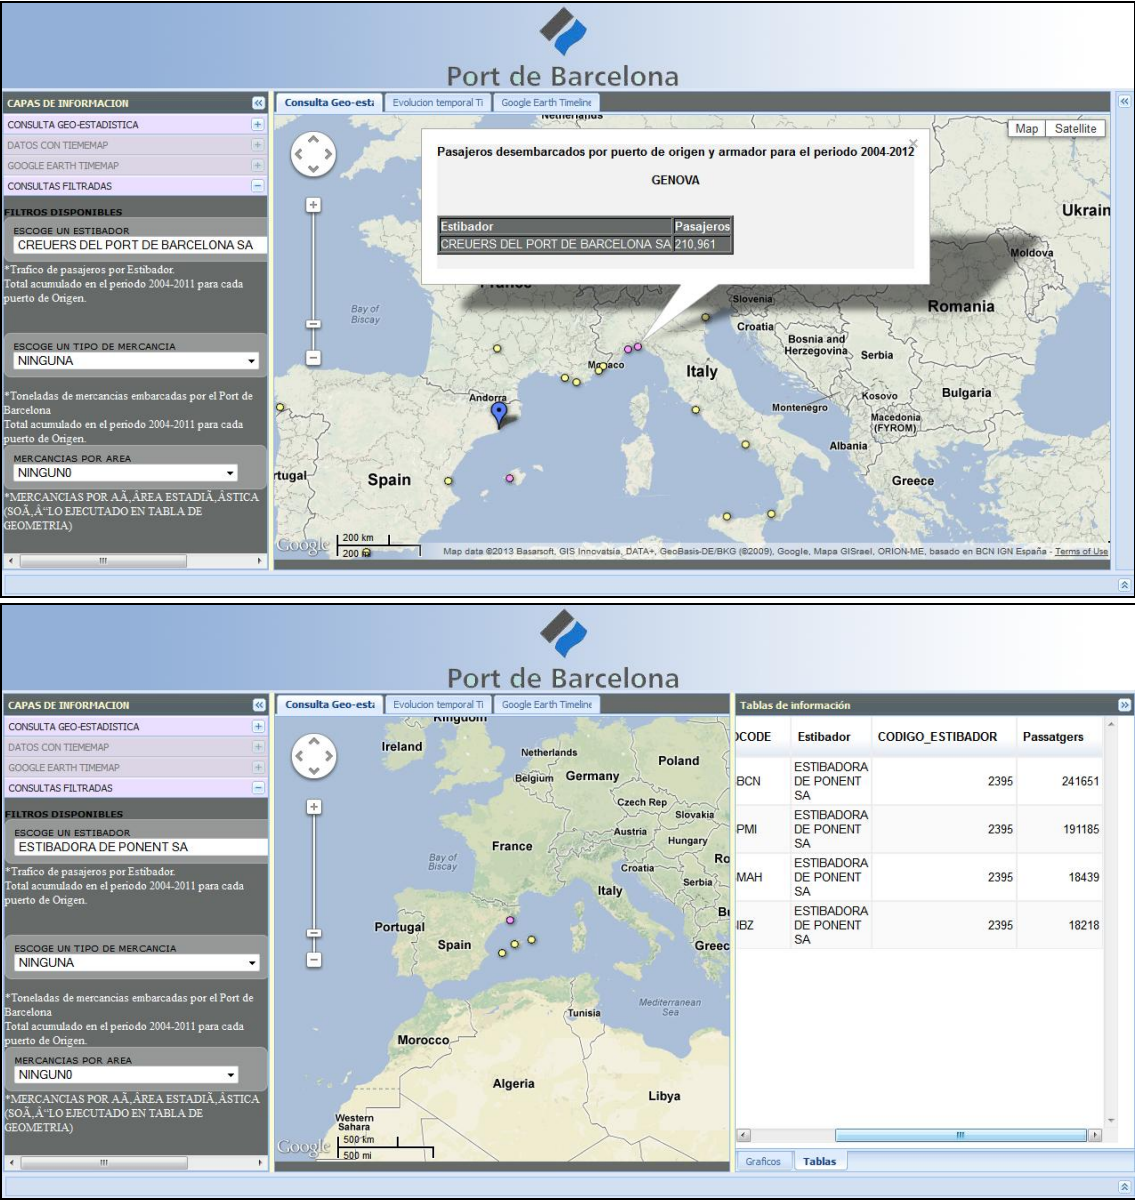 Port de Barcelona
CAPAS DE INFORMACION
CONSULTA GEO-ESTADISTICA
DATOS CON TIEMEMAP
GOOGLE EARTH TIMEMAP
CONSULTAS FILTRADAS
FILTROS DISPONIBLES
ESCOGE UN ESTIBADOR
CREUERS DEL PORT DE BARCELONA SA
*Trafico de pasajeros por Estibador.
Total acumulado en el periodo 2004-2011 para cada
puerto de Origen.
ESCOGE UN TIPO DE MERCANCIA
NINGUNA
*Toneladas de mercancias embarcadas por el Port de
Barcelona
Total acumulado en el periodo 2004-2011 para cada
puerto de Origen.
MERCANCIAS POR AREA
NINGUN0
*MERCANCIAS POR AÃ‚ÁREA ESTADIÃ‚ÂSTICA
(SOÃ‚Â“LO EJECUTADO EN TABLA DE
GEOMETRIA)
Consulta Geo-esta Evolucion temporal Ti Google Earth Timeline
Netherlands
Map Satellite
Pasajeros desembarcados por puerto de origen y armador para el periodo 2004-2012
GENOVA
Estibador Pasajeros
CREUERS DEL PORT DE BARCELONA SA 210,961
Ukrain
Moldova
France
Slovenia
Romania
Bay of
Biscay
Croatia
Bosnia and
Herzegovina
Serbia
Monaco
Italy
Andorra
Kosovo
Bulgaria
Montenegro
Macedonia
(FYROM)
Albania
rtugal
Spain
Greece
Google
200 km
200 mi
Map data ©2013 Basarsoft, GIS Innovatsia, DATA+, GeoBasis-DE/BKG (©2009), Google, Mapa GISrael, ORION-ME, basado en BCN IGN España - Terms of Use
Port de Barcelona
CAPAS DE INFORMACION
CONSULTA GEO-ESTADISTICA
DATOS CON TIEMEMAP
GOOGLE EARTH TIMEMAP
CONSULTAS FILTRADAS
FILTROS DISPONIBLES
ESCOGE UN ESTIBADOR
ESTIBADORA DE PONENT SA
*Trafico de pasajeros por Estibador.
Total acumulado en el periodo 2004-2011 para cada
puerto de Origen.
ESCOGE UN TIPO DE MERCANCIA
NINGUNA
*Toneladas de mercancias embarcadas por el Port de
Barcelona
Total acumulado en el periodo 2004-2011 para cada
puerto de Origen.
MERCANCIAS POR AREA
NINGUN0
*MERCANCIAS POR AÃ‚ÁREA ESTADIÃ‚ÂSTICA
(SOÃ‚Â“LO EJECUTADO EN TABLA DE
GEOMETRIA)
Consulta Geo-esta Evolucion temporal Ti Google Earth Timeline
Kingdom
Ireland
Netherlands
Poland
Belgium
Germany
Czech Rep
Slovakia
Austria
Hungary
France
Ro
Bay of
Biscay
Croatia
Serbia
Italy
Bu
Portugal
Spain
Greec
Mediterranean
Sea
Tunisia
Morocco
Algeria
Libya
Western
Sahara
Google
500 km
500 mi
Tablas de información
OCODE Estibador CODIGO_ESTIBADOR Passatgers
BCN ESTIBADORA DE PONENT SA 2395 241651
PMI ESTIBADORA DE PONENT SA 2395 191185
MAH ESTIBADORA DE PONENT SA 2395 18439
IBZ ESTIBADORA DE PONENT SA 2395 18218
Graficos Tablas